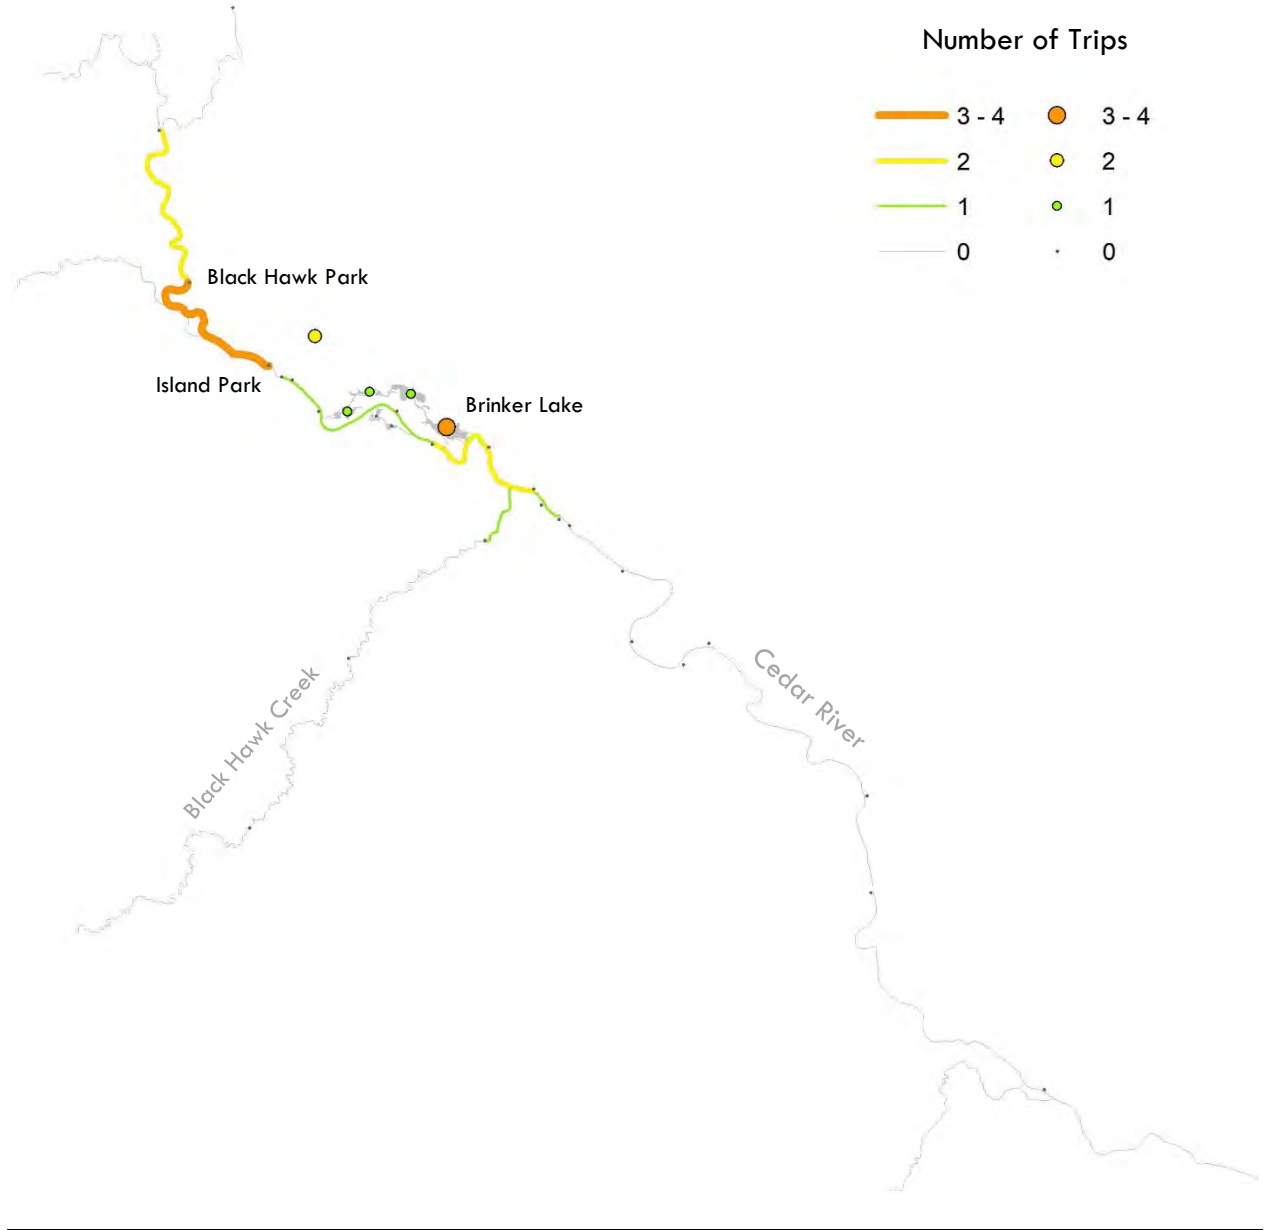 Number of Trips
3 - 4 3 - 4
2 2
1 1
0 0
Black Hawk Park
Island Park
Brinker Lake
Black Hawk Creek
Cedar River